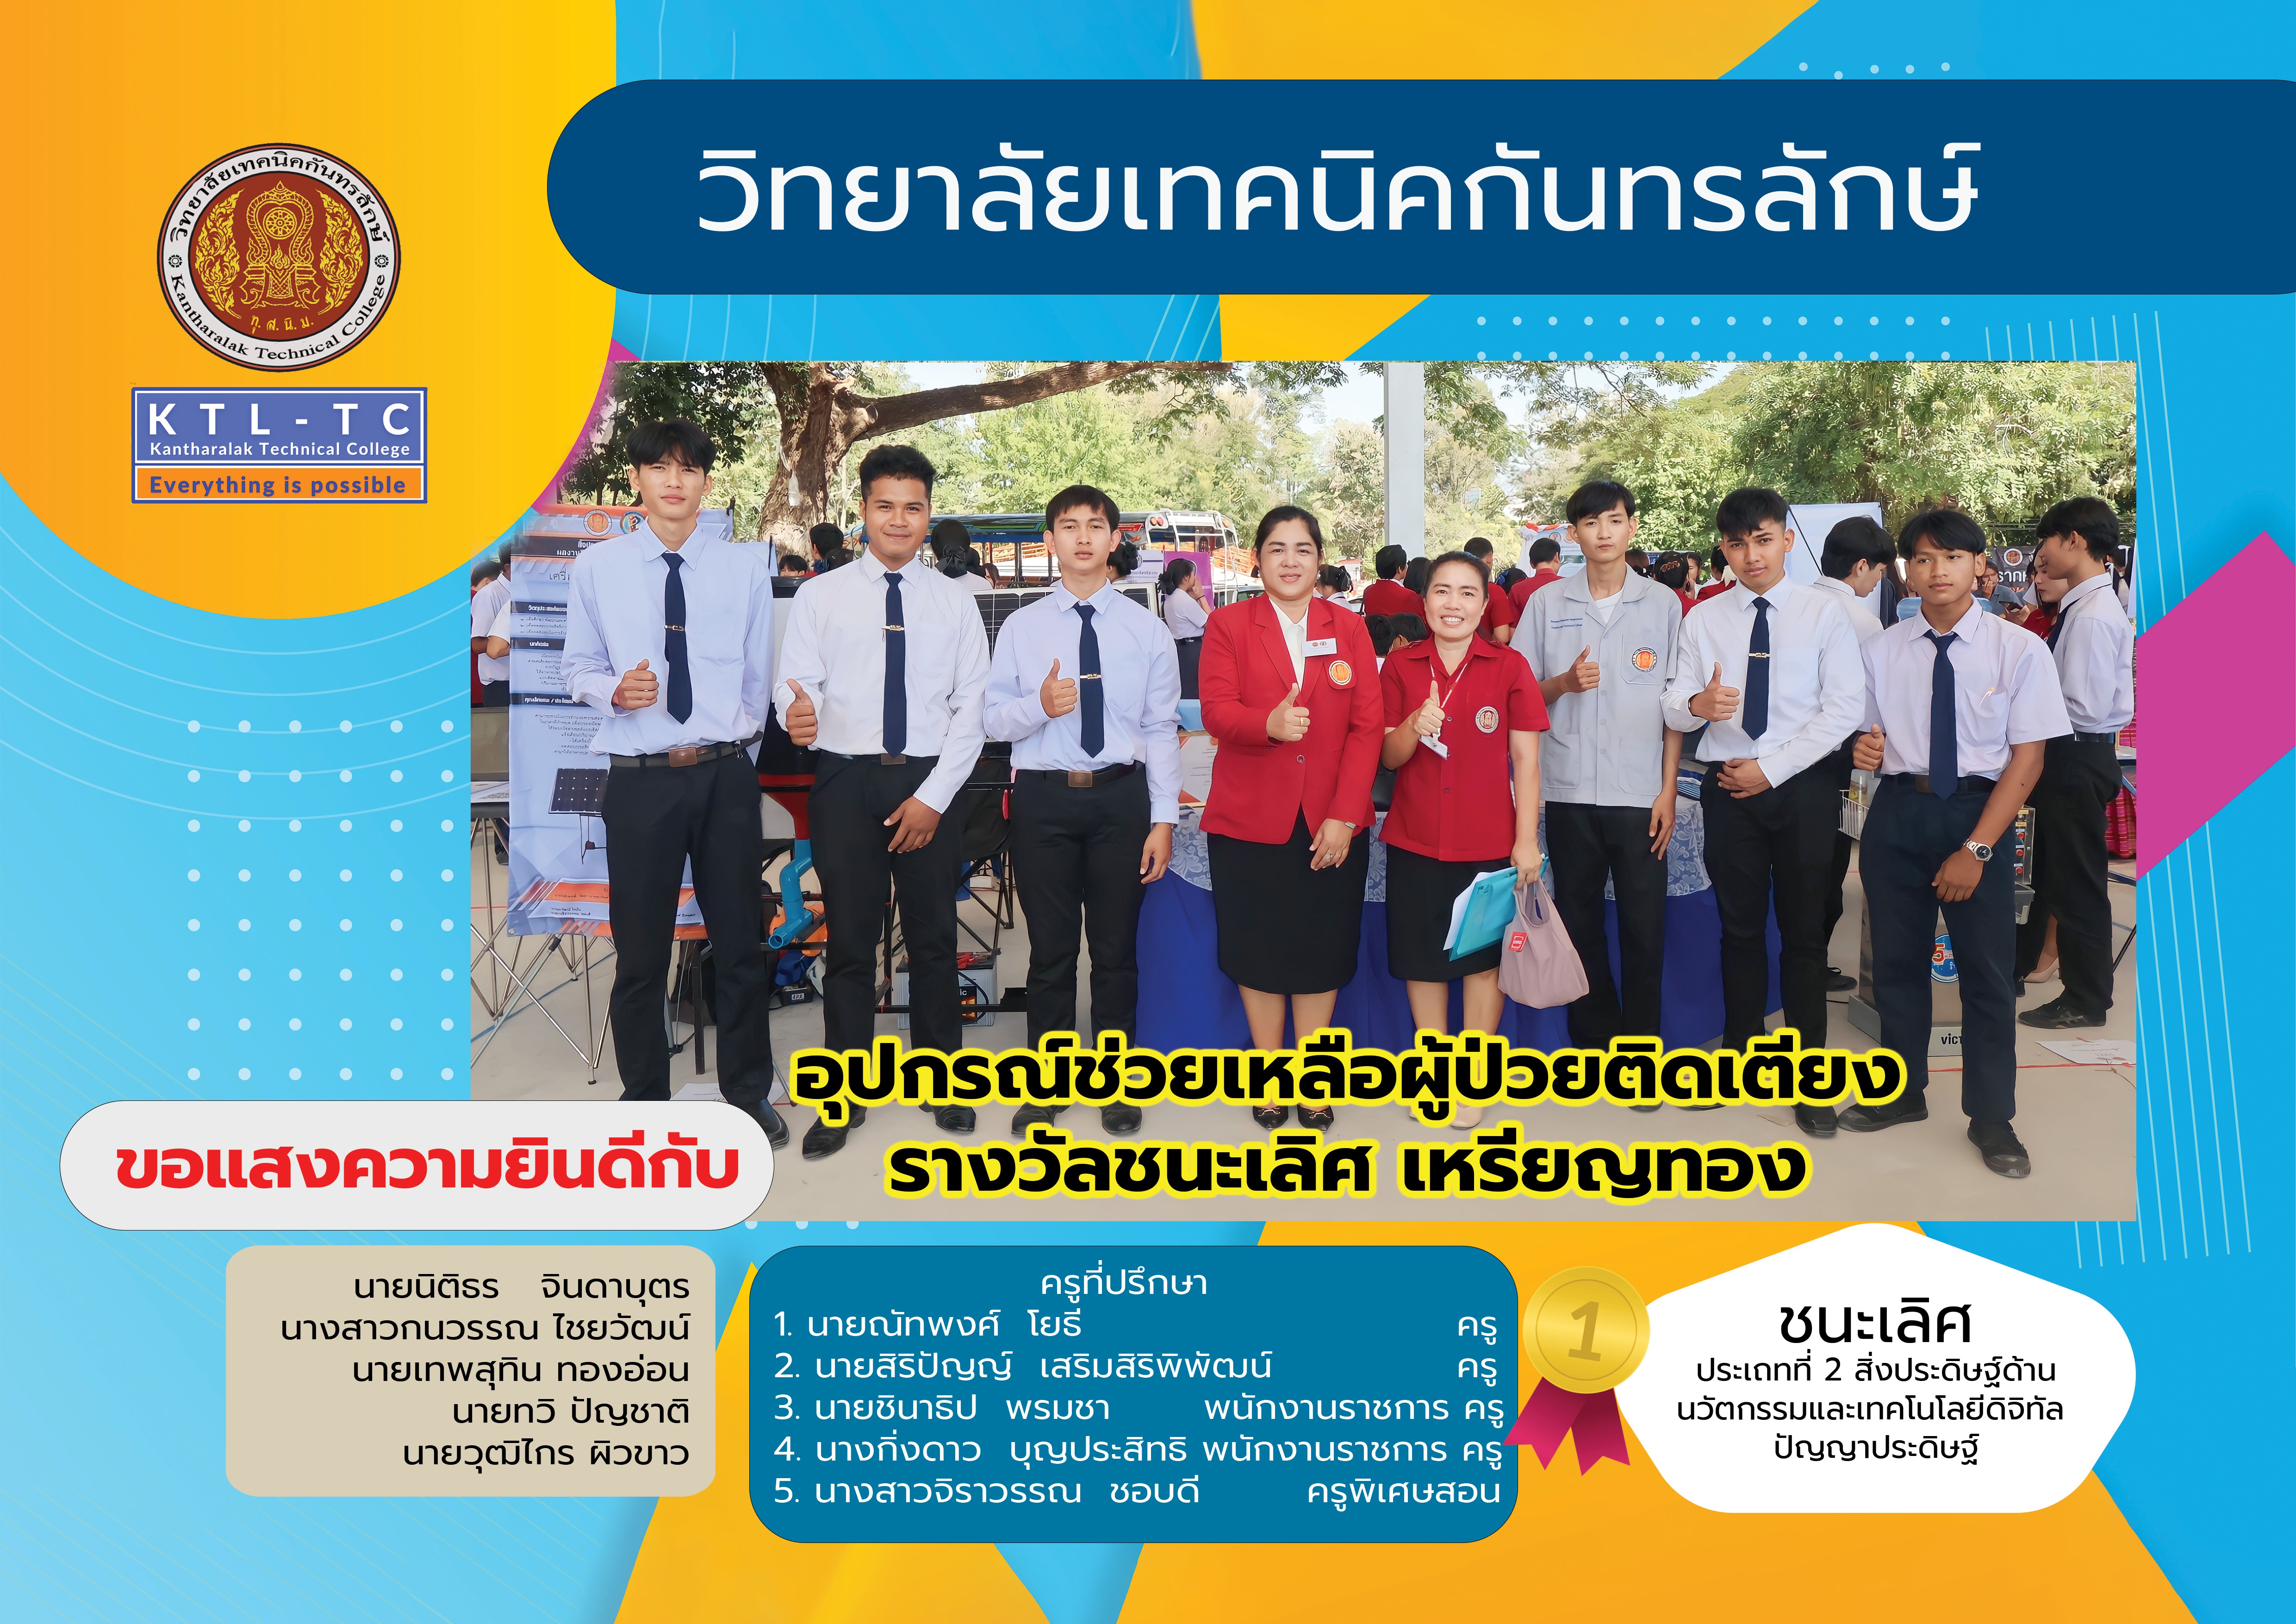 วิทยาลัยเทคนิคกันทรลักษ์
วิทยาลัยเทคนิคกันทรลักษ์
ทุ. ส. นิ. ม.
Kantharalak Technical College
KTL-TC
Kantharalak Technical College
Everything is possible
อุปกรณ์ช่วยเหลือผู้ป่วยติดเตียง
รางวัลชนะเลิศ เหรียญทอง
ขอแสดงความยินดีกับ
นายนิติธร จินดาบุตร
นางสาวกนวรรณ ไชยวัฒน์
นายเทพสุทิน ทองอ่อน
นายทวิ ปัญชาติ
นายวุฒิไกร ผิวขาว
ครูที่ปรึกษา
1. นายณัทพงศ์ โยธี ครู
2. นายสิริปัญญ์ เสริมสิริพิพัฒน์ ครู
3. นายชินาธิป พรมชา พนักงานราชการ ครู
4. นางกิ่งดาว บุญประสิทธิ พนักงานราชการ ครู
5. นางสาวจิราวรรณ ชอบดี ครูพิเศษสอน
1
ชนะเลิศ
ประเภทที่ 2 สิ่งประดิษฐ์ด้าน
นวัตกรรมและเทคโนโลยีดิจิทัล
ปัญญาประดิษฐ์